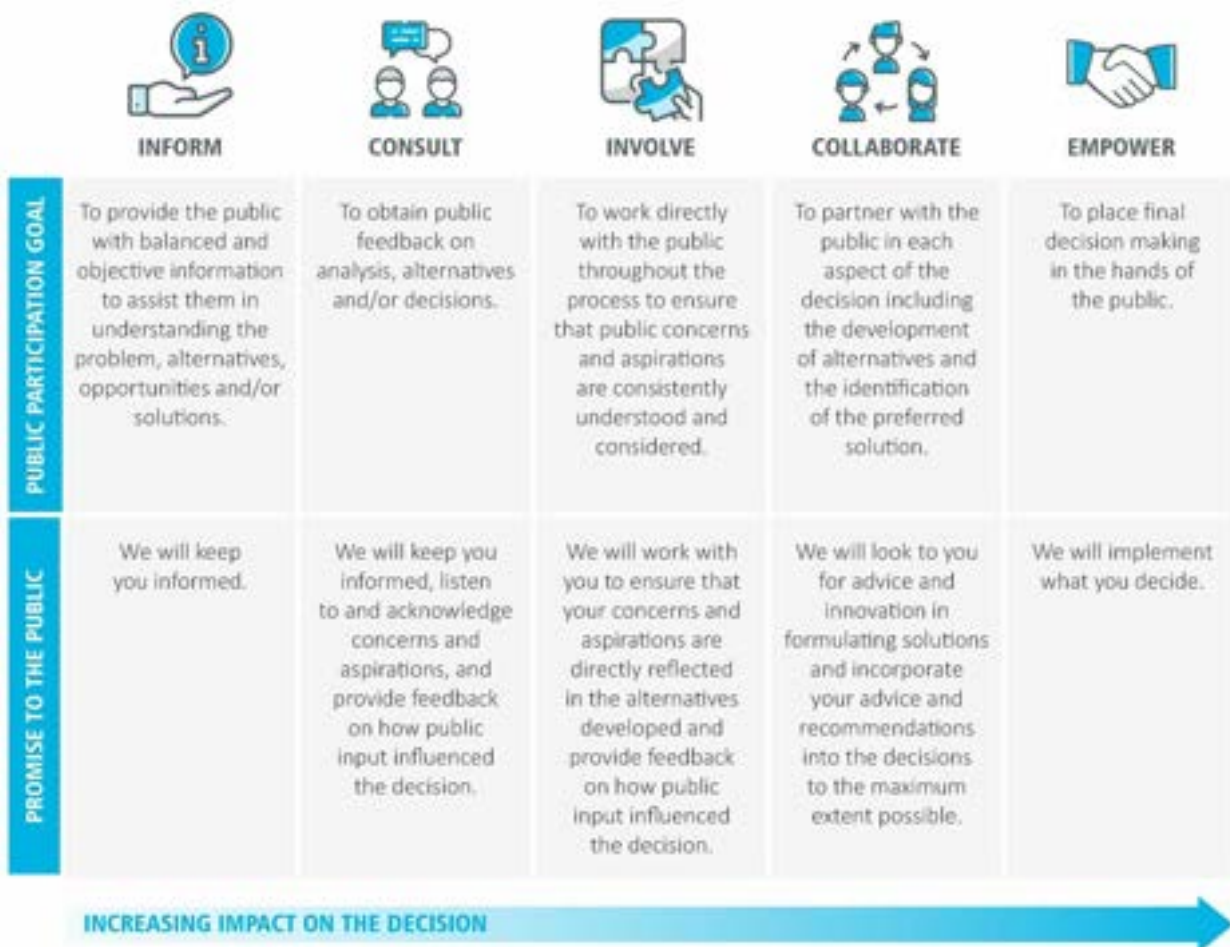 INFORM
CONSULT
INVOLVE
COLLABORATE
EMPOWER
PUBLIC PARTICIPATION GOAL
To provide the public
with balanced and
objective information
to assist them in
understanding the
problem, alternatives,
opportunities and/or
solutions.
To obtain public
feedback on
analysis, alternatives
and/or decisions.
To work directly
with the public
throughout the
process to ensure
that public concerns
and aspirations
are consistently
understood and
considered.
To partner with the
public in each
aspect of the
decision including
the development
of alternatives and
the identification
of the preferred
solution.
To place final
decision making
in the hands of
the public.
PROMISE TO THE PUBLIC
We will keep
you informed.
We will keep you
informed, listen
to and acknowledge
concerns and
aspirations, and
provide feedback
on how public
input influenced
the decision.
We will work with
you to ensure that
your concerns and
aspirations are
directly reflected
in the alternatives
developed and
provide feedback
on how public
input influenced
the decision.
We will look to you
for advice and
innovation in
formulating solutions
and incorporate
your advice and
recommendations
into the decisions
to the maximum
extent possible.
We will implement
what you decide.
INCREASING IMPACT ON THE DECISION